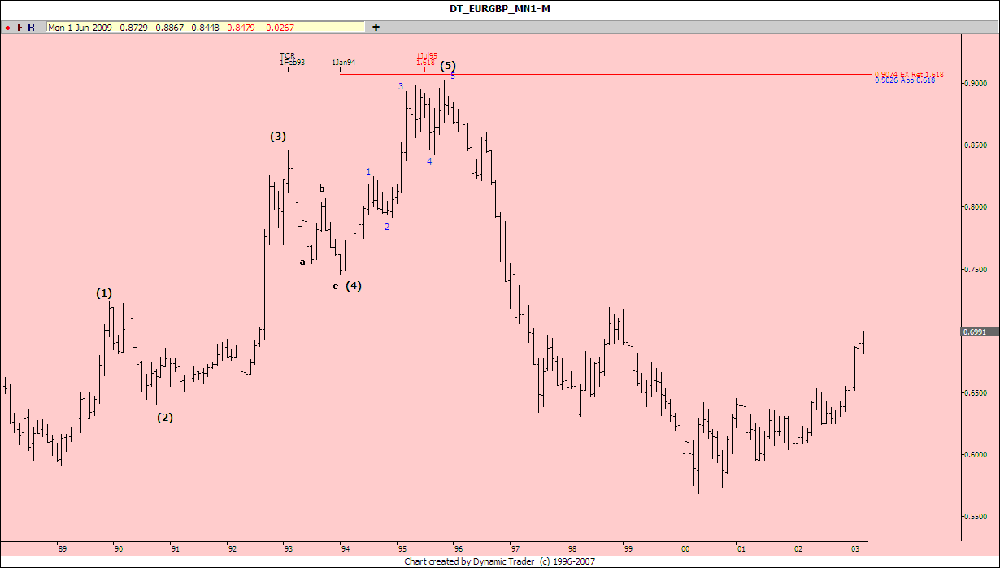 DT_EURGBP_MN1-M
F R Mon 1-Jun-2009 0.8729 0.8867 0.8448 0.8479 -0.0267
TCR
1Feb93 1Jan94
1Jul95
1.618
(5)
5
0.9074 EX Ret 1.618
0.9026 App 0.618
3
0.9000
(3)
0.8500
4
1
b
0.8000
2
a
0.7500
c (4)
(1)
0.6991
0.6500
(2)
0.6000
0.5500
89 90 91 92 93 94 95 96 97 98 99 00 01 02 03
Chart created by Dynamic Trader (c) 1996-2007